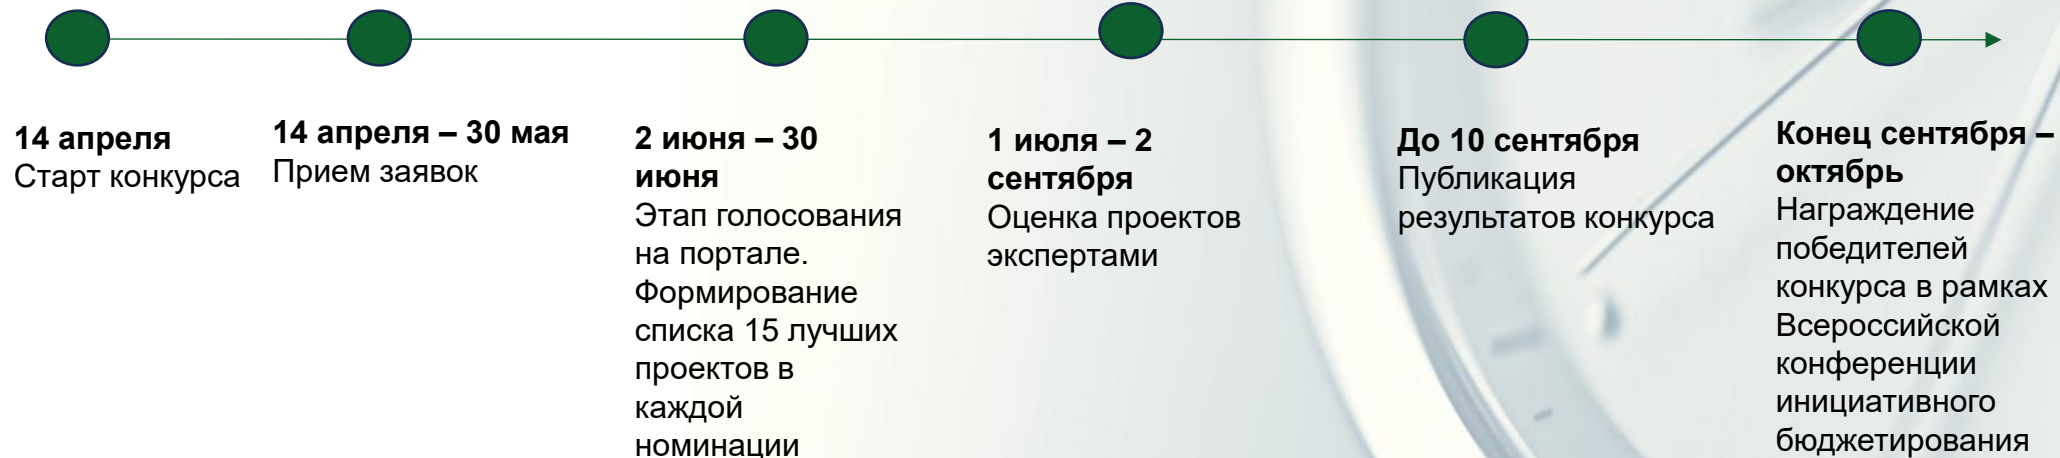 14 апреля
Старт конкурса
14 апреля – 30 мая
Прием заявок
2 июня – 30
июня
Этап голосования
на портале.
Формирование
списка 15 лучших
проектов в
каждой
номинации
1 июля – 2
сентября
Оценка проектов
экспертами
До 10 сентября
Публикация
результатов конкурса
Конец сентября –
октябрь
Награждение
победителей
конкурса в рамках
Всероссийской
конференции
инициативного
бюджетирования